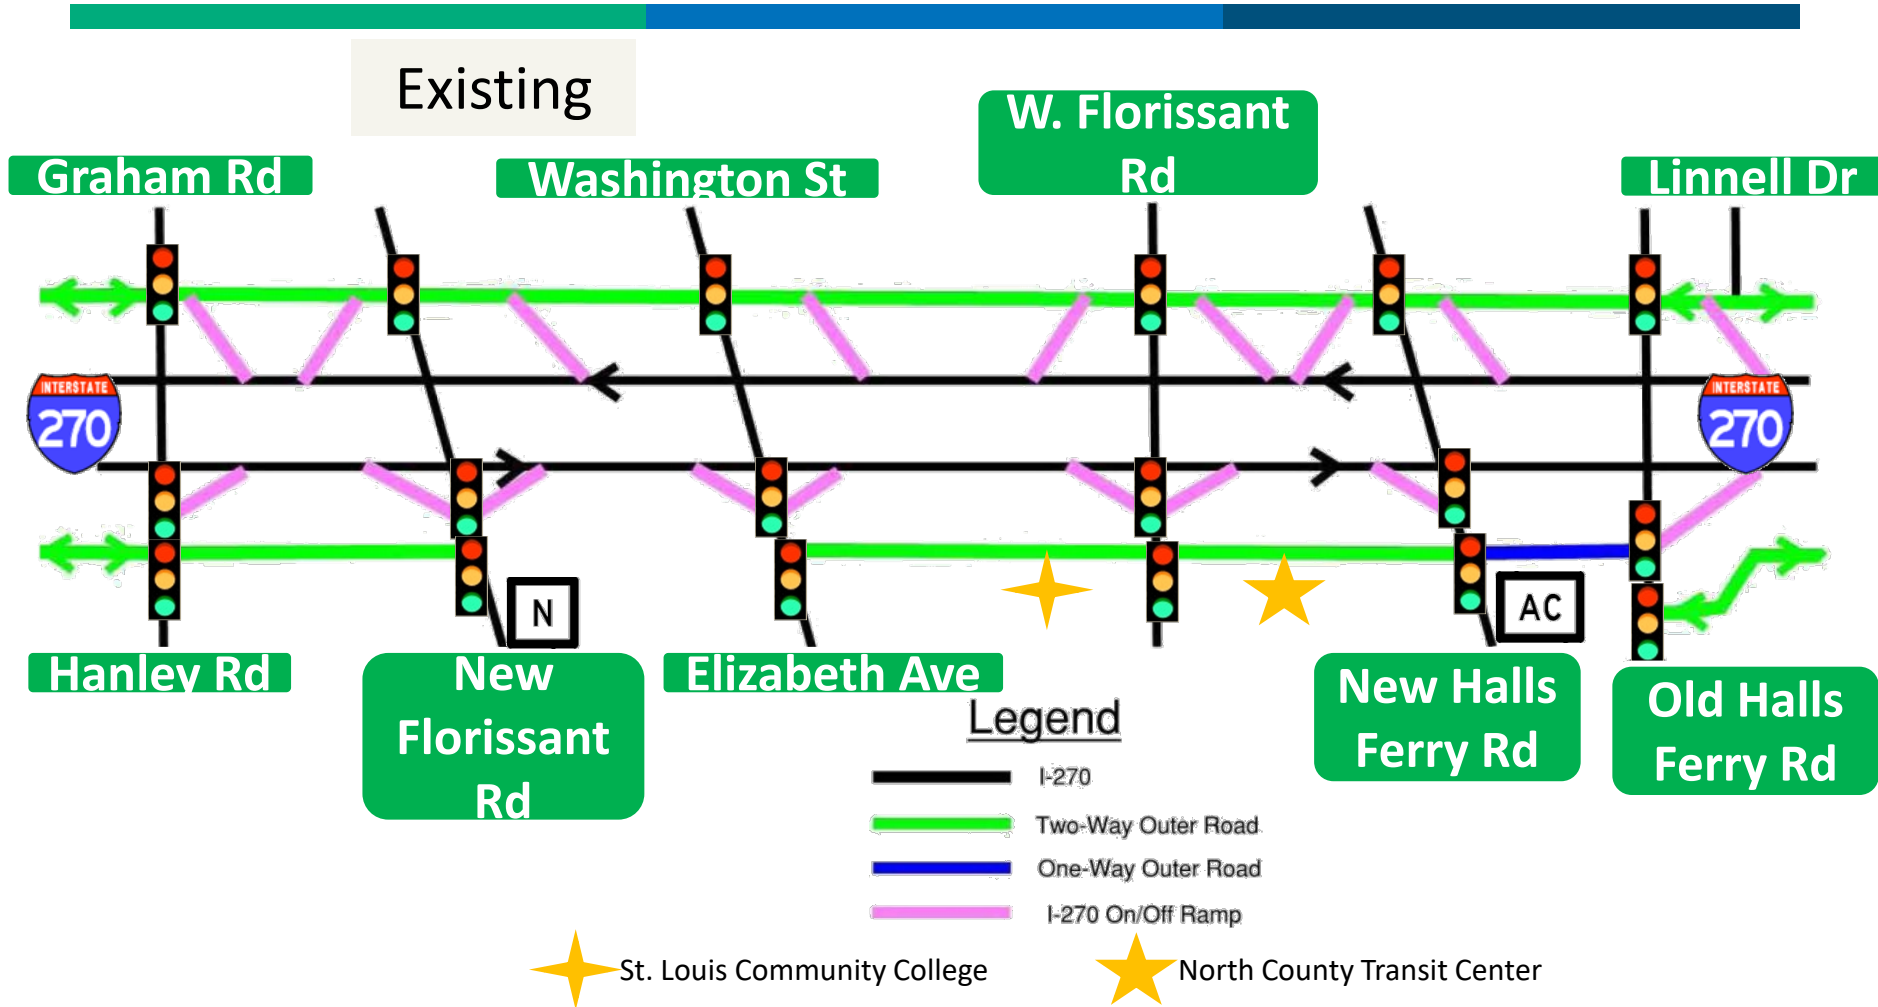 Existing
W. Florissant
Rd
Graham Rd
Washington St
Linnell Dr
INTERSTATE
270
INTERSTATE
270
N
AC
Hanley Rd
New
Florissant
Rd
Elizabeth Ave
New Halls
Ferry Rd
Old Halls
Ferry Rd
Legend
I-270
Two-Way Outer Road
One-Way Outer Road
I-270 On/Off Ramp
St. Louis Community College
North County Transit Center